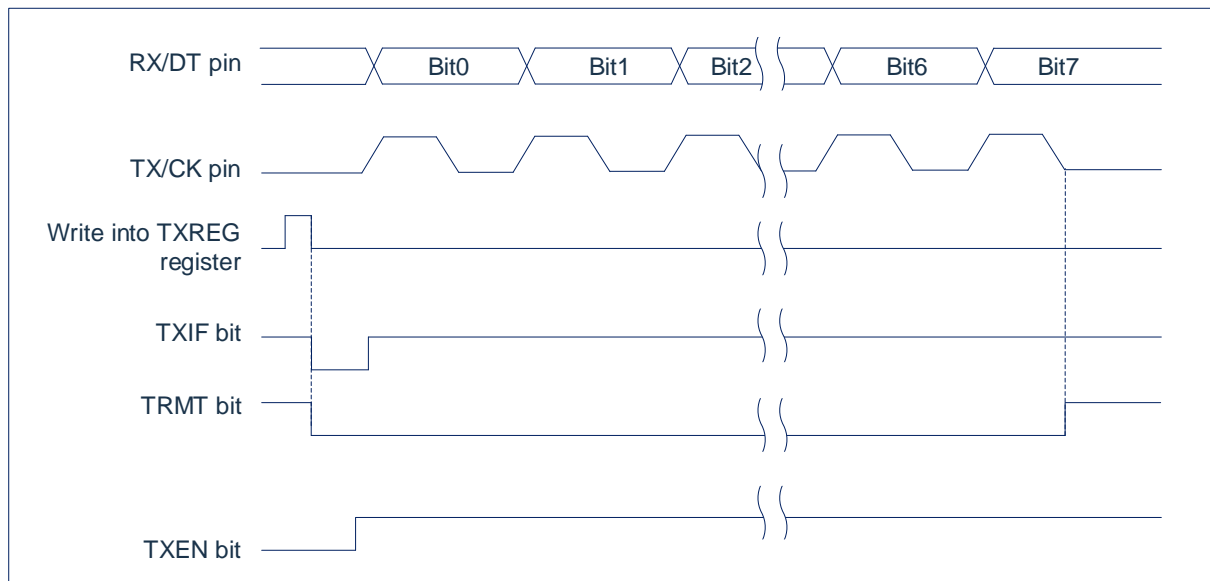 RX/DT pin
Bit0
Bit1
Bit2
Bit6
Bit7
TX/CK pin
Write into TXREG
register
TXIF bit
TRMT bit
TXEN bit